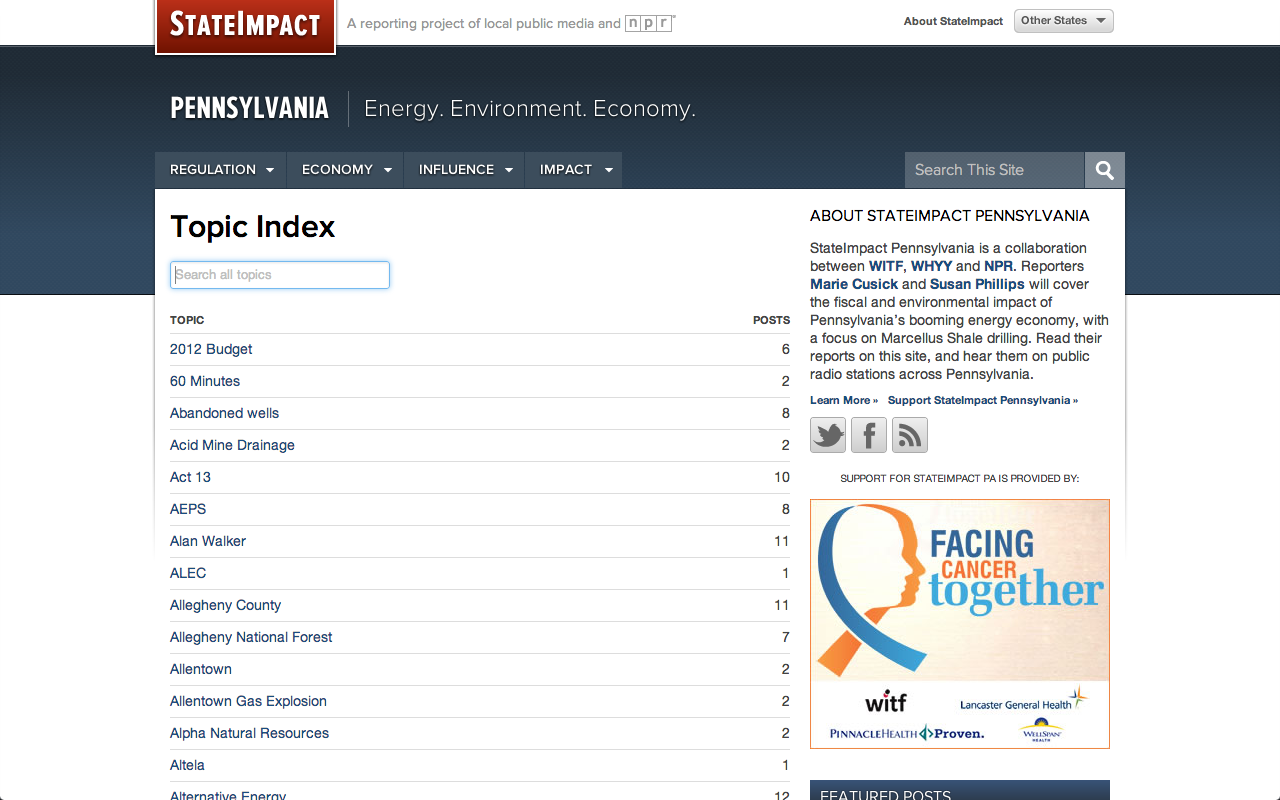 STATEIMPACT
A reporting project of local public media and npr
About StateImpact
Other States
PENNSYLVANIA
Energy. Environment. Economy.
REGULATION
ECONOMY
INFLUENCE
IMPACT
Search This Site
Topic Index
Search all topics
TOPIC POSTS
2012 Budget 6
60 Minutes 2
Abandoned wells 8
Acid Mine Drainage 2
Act 13 10
AEPS 8
Alan Walker 11
ALEC 1
Allegheny County 11
Allegheny National Forest 7
Allentown 2
Allentown Gas Explosion 2
Alpha Natural Resources 2
Altela 1
Alternative Energy 12
ABOUT STATEIMPACT PENNSYLVANIA
StateImpact Pennsylvania is a collaboration
between WITF, WHYY and NPR. Reporters
Marie Cusick and Susan Phillips will cover
the fiscal and environmental impact of
Pennsylvania's booming energy economy, with
a focus on Marcellus Shale drilling. Read their
reports on this site, and hear them on public
radio stations across Pennsylvania.
Learn More » Support StateImpact Pennsylvania »
SUPPORT FOR STATEIMPACT PA IS PROVIDED BY:
FACING
CANCER
together
witf
Lancaster General Health
PINNACLEHEALTH Proven.
WELLSPAN
HEALTH
FEATURED POSTS